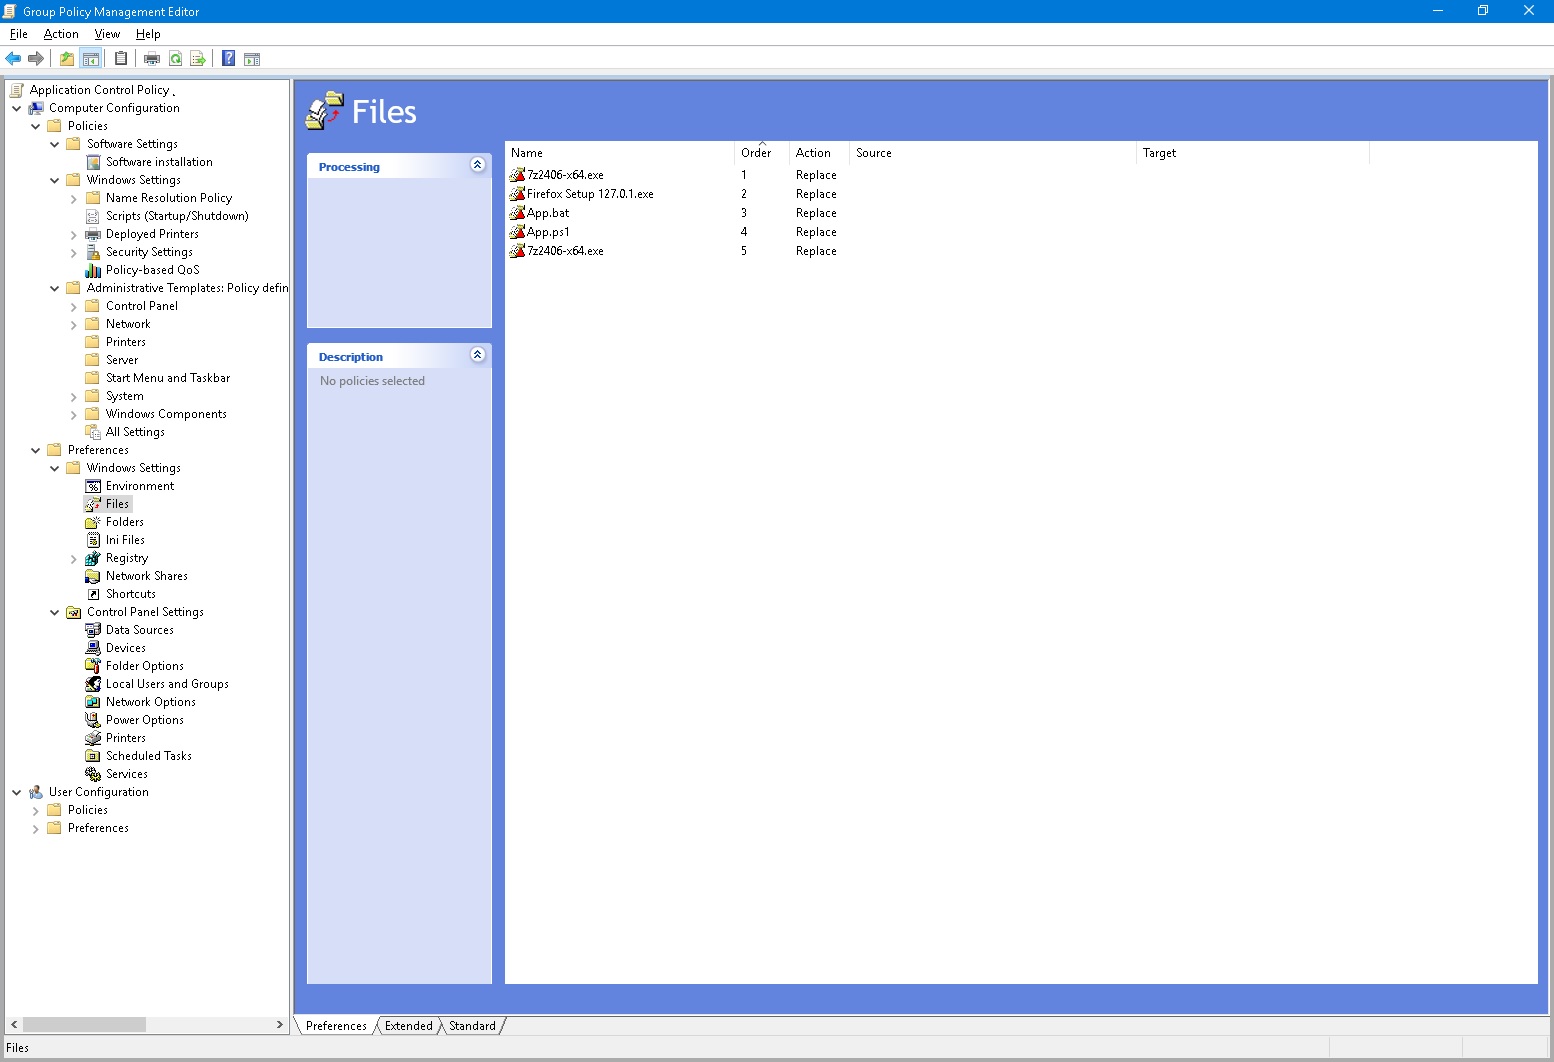 Group Policy Management Editor
File Action View Help
Application Control Policy
Computer Configuration
Policies
Software Settings
Software installation
Windows Settings
Name Resolution Policy
Scripts (Startup/Shutdown)
Deployed Printers
Security Settings
Policy-based QoS
Administrative Templates: Policy defin
Control Panel
Network
Printers
Server
Start Menu and Taskbar
System
Windows Components
All Settings
Preferences
Windows Settings
Environment
Files
Folders
Ini Files
Registry
Network Shares
Shortcuts
Control Panel Settings
Data Sources
Devices
Folder Options
Local Users and Groups
Network Options
Power Options
Printers
Scheduled Tasks
Services
User Configuration
Policies
Preferences
Files
Processing
Description
No policies selected
Name Order Action Source Target
7z2406-x64.exe 1 Replace
Firefox Setup 127.0.1.exe 2 Replace
App.bat 3 Replace
App.ps1 4 Replace
7z2406-x64.exe 5 Replace
Preferences Extended Standard
Files